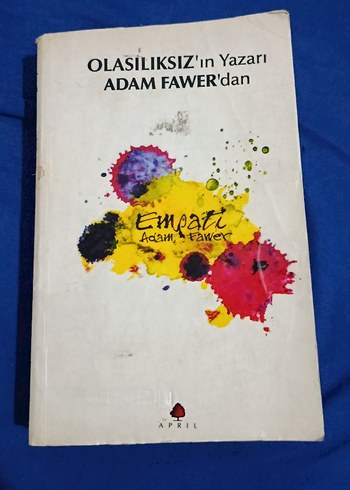 OLASILIKSIZ'ın Yazarı
ADAM FAWER'dan
Empati
Adam Fawer
APRIL